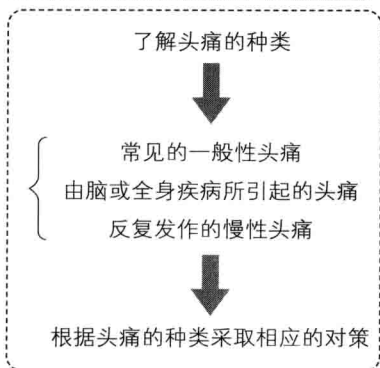 了解头痛的种类
常见的一般性头痛
由脑或全身疾病所引起的头痛
反复发作的慢性头痛
根据头痛的种类采取相应的对策